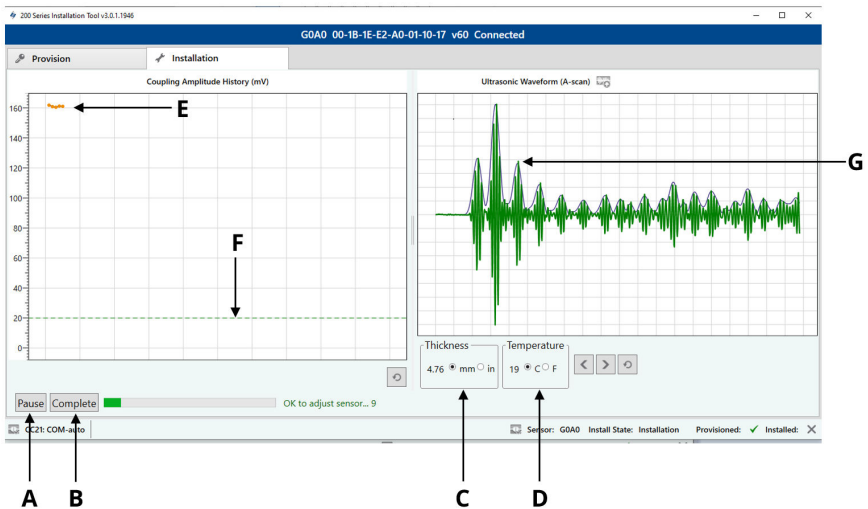 200 Series Installation Tool v3.0.1.1946
G0A0 00-1B-1E-E2-A0-01-10-17 v60 Connected
Provision
Installation
Coupling Amplitude History (mV)
Ultrasonic Waveform (A-scan)
160
140
120
100
80
60
40
20
0
E
F
G
Thickness
4.76 mm in
Temperature
19 C F
< >
Pause Complete OK to adjust sensor... 9
CC21: COM-auto
Sensor: G0A0 Install State: Installation Provisioned: ✓ Installed: ✕
A B C D